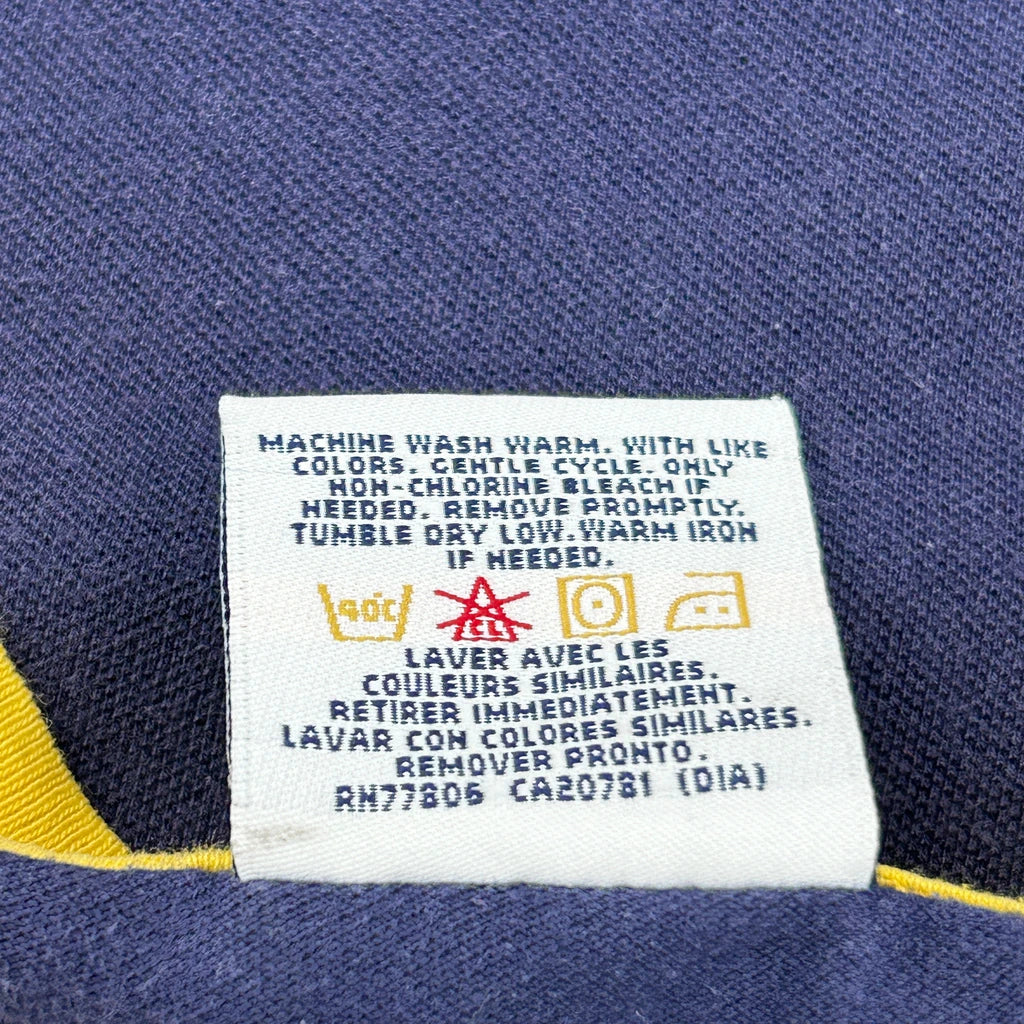 MACHINE WASH WARM. WITH LIKE
COLORS. GENTLE CYCLE. ONLY
NON-CHLORINE BLEACH IF
NEEDED. REMOVE PROMPTLY.
TUMBLE DRY LOW. WARM IRON
IF NEEDED.
40°C CL
LAVER AVEC LES
COULEURS SIMILAIRES.
RETIRER IMMEDIATEMENT.
LAVAR CON COLORES SIMILARES.
REMOVER PRONTO.
RN77806 CA20781 (DIA)